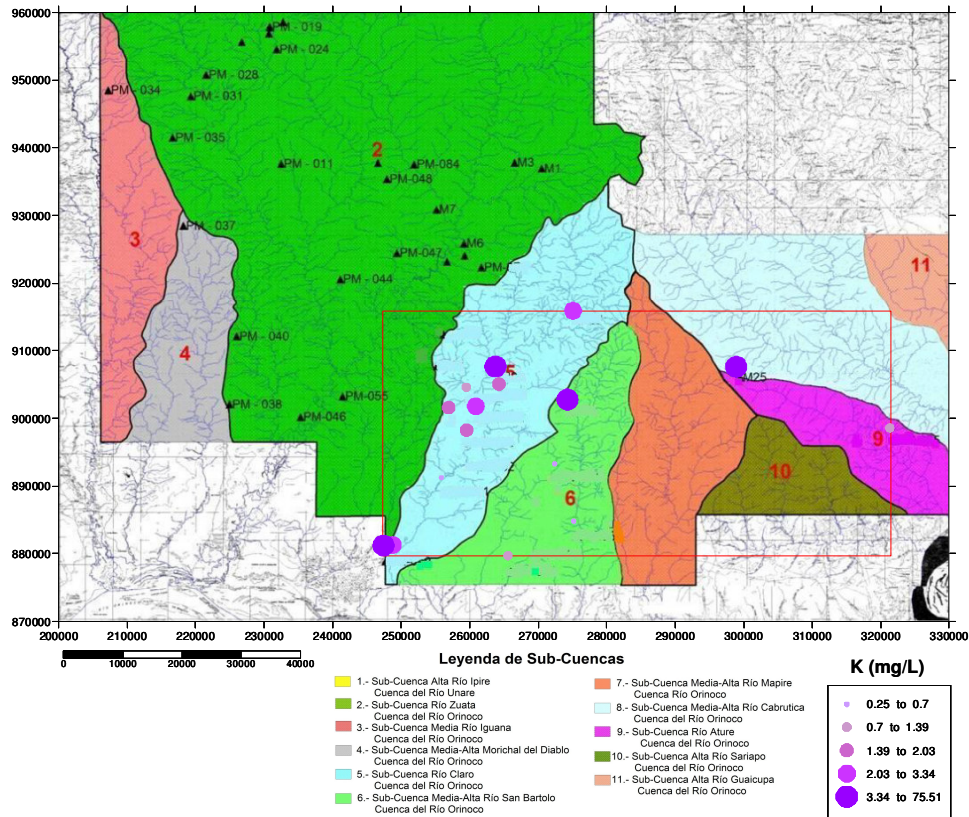 960000
PM - 019
PM - 024
950000
PM - 028
PM - 034
PM - 031
940000
PM - 035
2
PM - 011
PM-084
M3
M1
PM-048
930000
M7
PM - 037
3
M6
PM-047
11
920000
PM - 044
PM-
910000
PM - 040
4
5
M25
900000
PM - 055
PM - 038
PM-046
9
10
890000
6
880000
870000
200000 210000 220000 230000 240000 250000 260000 270000 280000 290000 300000 310000 320000 330000
0 10000 20000 30000 40000
Leyenda de Sub-Cuencas
1.- Sub-Cuenca Alta Río Ipire
Cuenca del Río Unare
2.- Sub-Cuenca Río Zuata
Cuenca del Río Orinoco
3.- Sub-Cuenca Media Río Iguana
Cuenca del Río Orinoco
4.- Sub-Cuenca Media-Alta Morichal del Diablo
Cuenca del Río Orinoco
5.- Sub-Cuenca Río Claro
Cuenca del Río Orinoco
6.- Sub-Cuenca Media-Alta Río San Bartolo
Cuenca del Río Orinoco
7.- Sub-Cuenca Media-Alta Río Mapire
Cuenca Río Orinoco
8.- Sub-Cuenca Media-Alta Río Cabrutica
Cuenca del Río Orinoco
9.- Sub-Cuenca Río Ature
Cuenca del Río Orinoco
10.- Sub-Cuenca Alta Río Sariapo
Cuenca del Río Orinoco
11.- Sub-Cuenca Alta Río Guaicupa
Cuenca del Río Orinoco
K (mg/L)
0.25 to 0.7
0.7 to 1.39
1.39 to 2.03
2.03 to 3.34
3.34 to 75.51